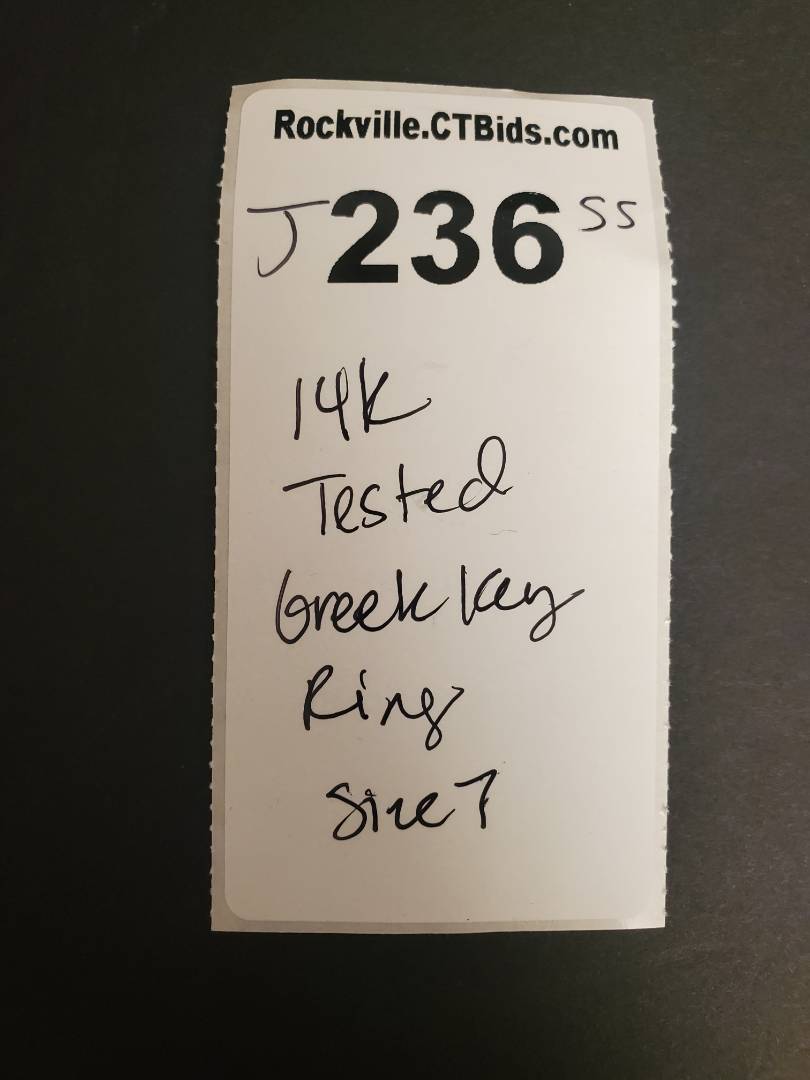 Rockville.CTBids.com
J236 SS
14K
Tested
Greek Key
Ring
Size 7